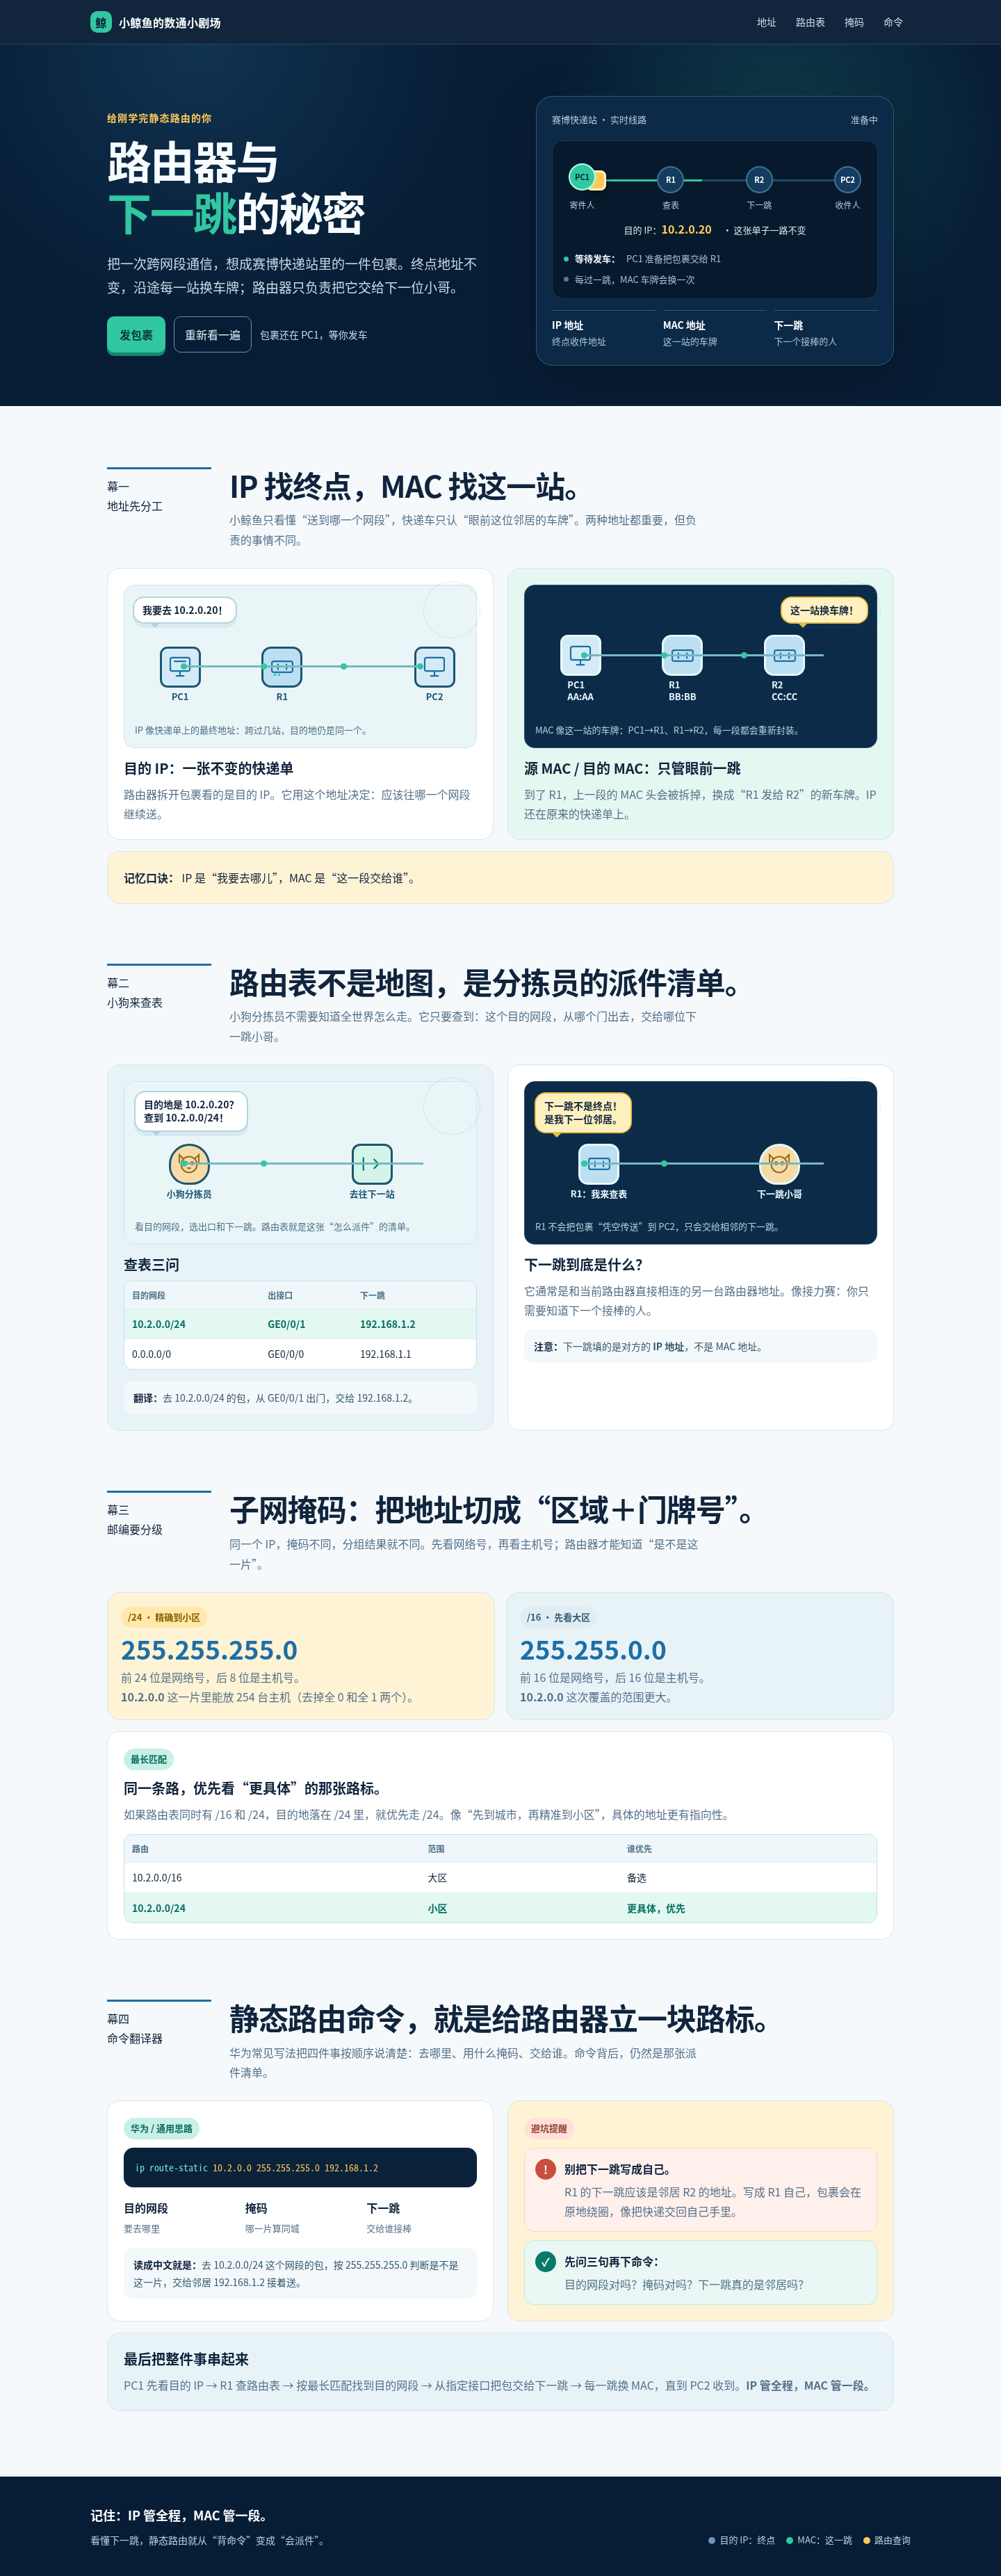 鲸 小鲸鱼的数通小剧场
地址 路由表 掩码 命令
给刚学完静态路由的你
路由器与
下一跳的秘密
把一次跨网段通信，想成赛博快递站里的一件包裹。终点地址不
变，沿途每一站换车牌；路由器只负责把它交给下一位小哥。
发包裹 重新看一遍 包裹还在 PC1，等你发车
赛博快递站 · 实时线路 准备中
PC1 R1 R2 PC2
寄件人 查表 下一跳 收件人
目的 IP：10.2.0.20 · 这张单子一路不变
等待发车： PC1 准备把包裹交给 R1
每过一跳，MAC 车牌会换一次
IP 地址 MAC 地址 下一跳
终点收件地址 这一站的车牌 下一个接棒的人
幕一
地址先分工
IP 找终点，MAC 找这一站。
小鲸鱼只看懂“送到哪一个网段”，快递车只认“眼前这位邻居的车牌”。两种地址都重要，但负
责的事情不同。
我要去 10.2.0.20！
PC1 R1 PC2
IP 像快递单上的最终地址：跨过几站，目的地仍是同一个。
目的 IP：一张不变的快递单
路由器拆开包裹看的是目的 IP。它用这个地址决定：应该往哪一个网段
继续送。
这一站换车牌！
PC1 R1 R2
AA:AA BB:BB CC:CC
MAC 像这一站的车牌：PC1→R1、R1→R2，每一段都会重新封装。
源 MAC / 目的 MAC：只管眼前一跳
到了 R1，上一段的 MAC 头会被拆掉，换成“R1 发给 R2”的新车牌。IP
还在原来的快递单上。
记忆口诀： IP 是“我要去哪儿”，MAC 是“这一段交给谁”。
幕二
小狗来查表
路由表不是地图，是分拣员的派件清单。
小狗分拣员不需要知道全世界怎么走。它只要查到：这个目的网段，从哪个门出去，交给哪位下
一跳小哥。
目的地是 10.2.0.20？
查到 10.2.0.0/24！
小狗分拣员 去往下一站
看目的网段，选出口和下一跳。路由表就是这张“怎么派件”的清单。
查表三问
目的网段 出接口 下一跳
10.2.0.0/24 GE0/0/1 192.168.1.2
0.0.0.0/0 GE0/0/0 192.168.1.1
翻译：去 10.2.0.0/24 的包，从 GE0/0/1 出门，交给 192.168.1.2。
下一跳不是终点！
是我下一位邻居。
R1：我来查表 下一跳小哥
R1 不会把包裹“凭空传送”到 PC2，只会交给相邻的下一跳。
下一跳到底是什么？
它通常是和当前路由器直接相连的另一台路由器地址。像接力赛：你只
需要知道下一个接棒的人。
注意：下一跳填的是对方的 IP 地址，不是 MAC 地址。
幕三
邮编要分级
子网掩码：把地址切成“区域＋门牌号”。
同一个 IP，掩码不同，分组结果就不同。先看网络号，再看主机号；路由器才能知道“是不是这
一片”。
/24 · 精确到小区
255.255.255.0
前 24 位是网络号，后 8 位是主机号。
10.2.0.0 这一片里能放 254 台主机（去掉全 0 和全 1 两个）。
/16 · 先看大区
255.255.0.0
前 16 位是网络号，后 16 位是主机号。
10.2.0.0 这次覆盖的范围更大。
最长匹配
同一条路，优先看“更具体”的那张路标。
如果路由表同时有 /16 和 /24，目的地落在 /24 里，就优先走 /24。像“先到城市，再精准到小区”，具体的地址更有指向性。
路由 范围 谁优先
10.2.0.0/16 大区 备选
10.2.0.0/24 小区 更具体，优先
幕四
命令翻译器
静态路由命令，就是给路由器立一块路标。
华为常见写法把四件事按顺序说清楚：去哪里、用什么掩码、交给谁。命令背后，仍然是那张派
件清单。
华为 / 通用思路
ip route-static 10.2.0.0 255.255.255.0 192.168.1.2
目的网段 掩码 下一跳
要去哪里 哪一片算同城 交给谁接棒
读成中文就是：去 10.2.0.0/24 这个网段的包，按 255.255.255.0 判断是不是
这一片，交给邻居 192.168.1.2 接着送。
避坑提醒
! 别把下一跳写成自己。
R1 的下一跳应该是邻居 R2 的地址。写成 R1 自己，包裹会在
原地绕圈，像把快递交回自己手里。
✓ 先问三句再下命令：
目的网段对吗？掩码对吗？下一跳真的是邻居吗？
最后把整件事串起来
PC1 先看目的 IP → R1 查路由表 → 按最长匹配找到目的网段 → 从指定接口把包交给下一跳 → 每一跳换 MAC，直到 PC2 收到。IP 管全程，MAC 管一段。
记住：IP 管全程，MAC 管一段。
看懂下一跳，静态路由就从“背命令”变成“会派件”。
目的 IP：终点 MAC：这一跳 路由查询